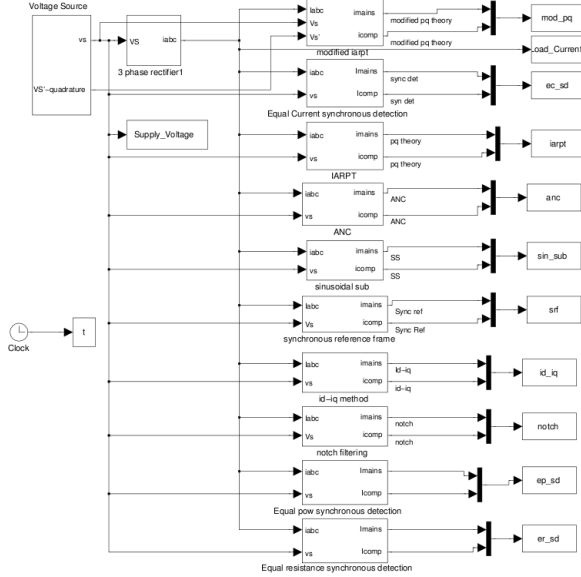 Voltage Source
vs
VS'-quadrature
VS
iabc
3 phase rectifier1
Supply_Voltage
Clock
t
Iabc
Vs
Vs'
imains
icomp
modified iarpt
modified pq theory
modified pq theory
mod_pq
oad_Current
iabc
vs
Imains
Icomp
Equal Current synchronous detection
sync det
syn det
ec_sd
iabc
vs
imains
icomp
IARPT
pq theory
pq theory
iarpt
iabc
vs
imains
icomp
ANC
ANC
ANC
anc
iabc
vs
imains
icomp
sinusoidal sub
SS
SS
sin_sub
Iabc
Vs
imains
icomp
synchronous reference frame
Sync ref
Sync Ref
srf
Iabc
vs
imains
icomp
id-iq method
Id-iq
id-iq
id_iq
Iabc
Vs
imains
icomp
notch filtering
notch
notch
notch
iabc
vs
Imains
Icomp
Equal pow synchronous detection
ep_sd
iabc
vs
Imains
Icomp
Equal resistance synchronous detection
er_sd